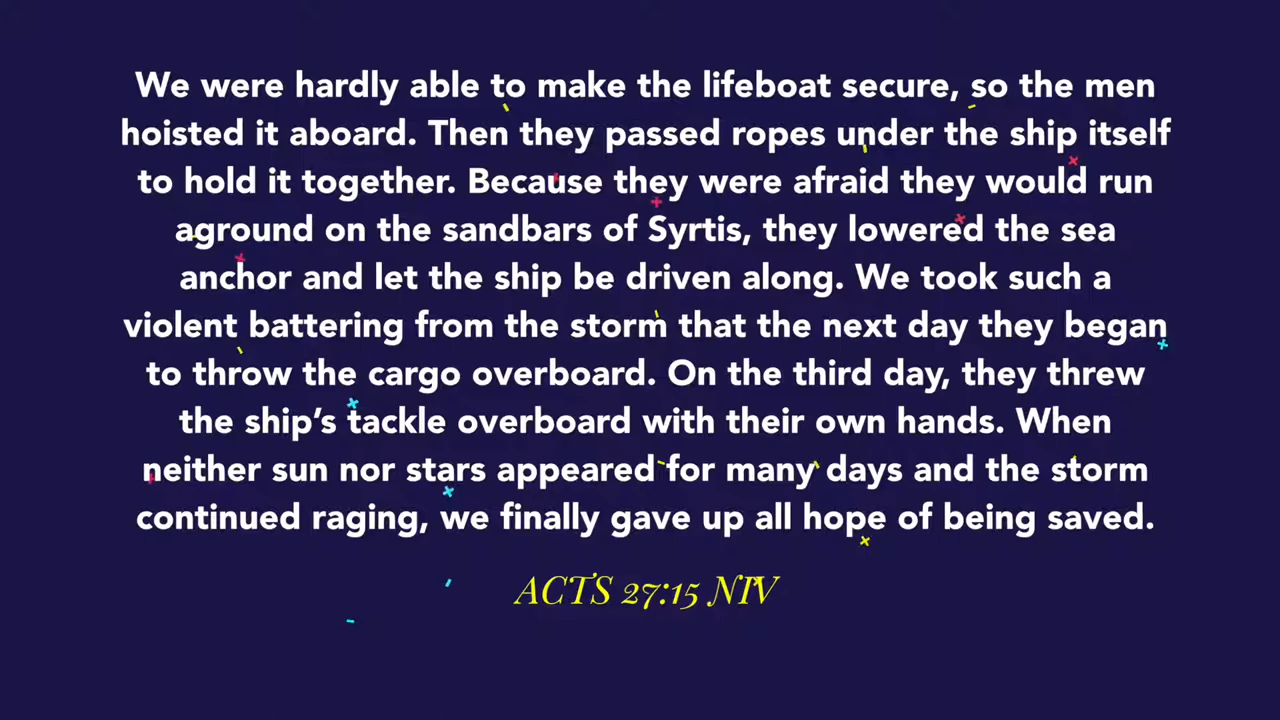 We were hardly able to make the lifeboat secure, so the men
hoisted it aboard. Then they passed ropes under the ship itself
to hold it together. Because they were afraid they would run
aground on the sandbars of Syrtis, they lowered the sea
anchor and let the ship be driven along. We took such a
violent battering from the storm that the next day they began
to throw the cargo overboard. On the third day, they threw
the ship’s tackle overboard with their own hands. When
neither sun nor stars appeared for many days and the storm
continued raging, we finally gave up all hope of being saved.
ACTS 27:15 NIV